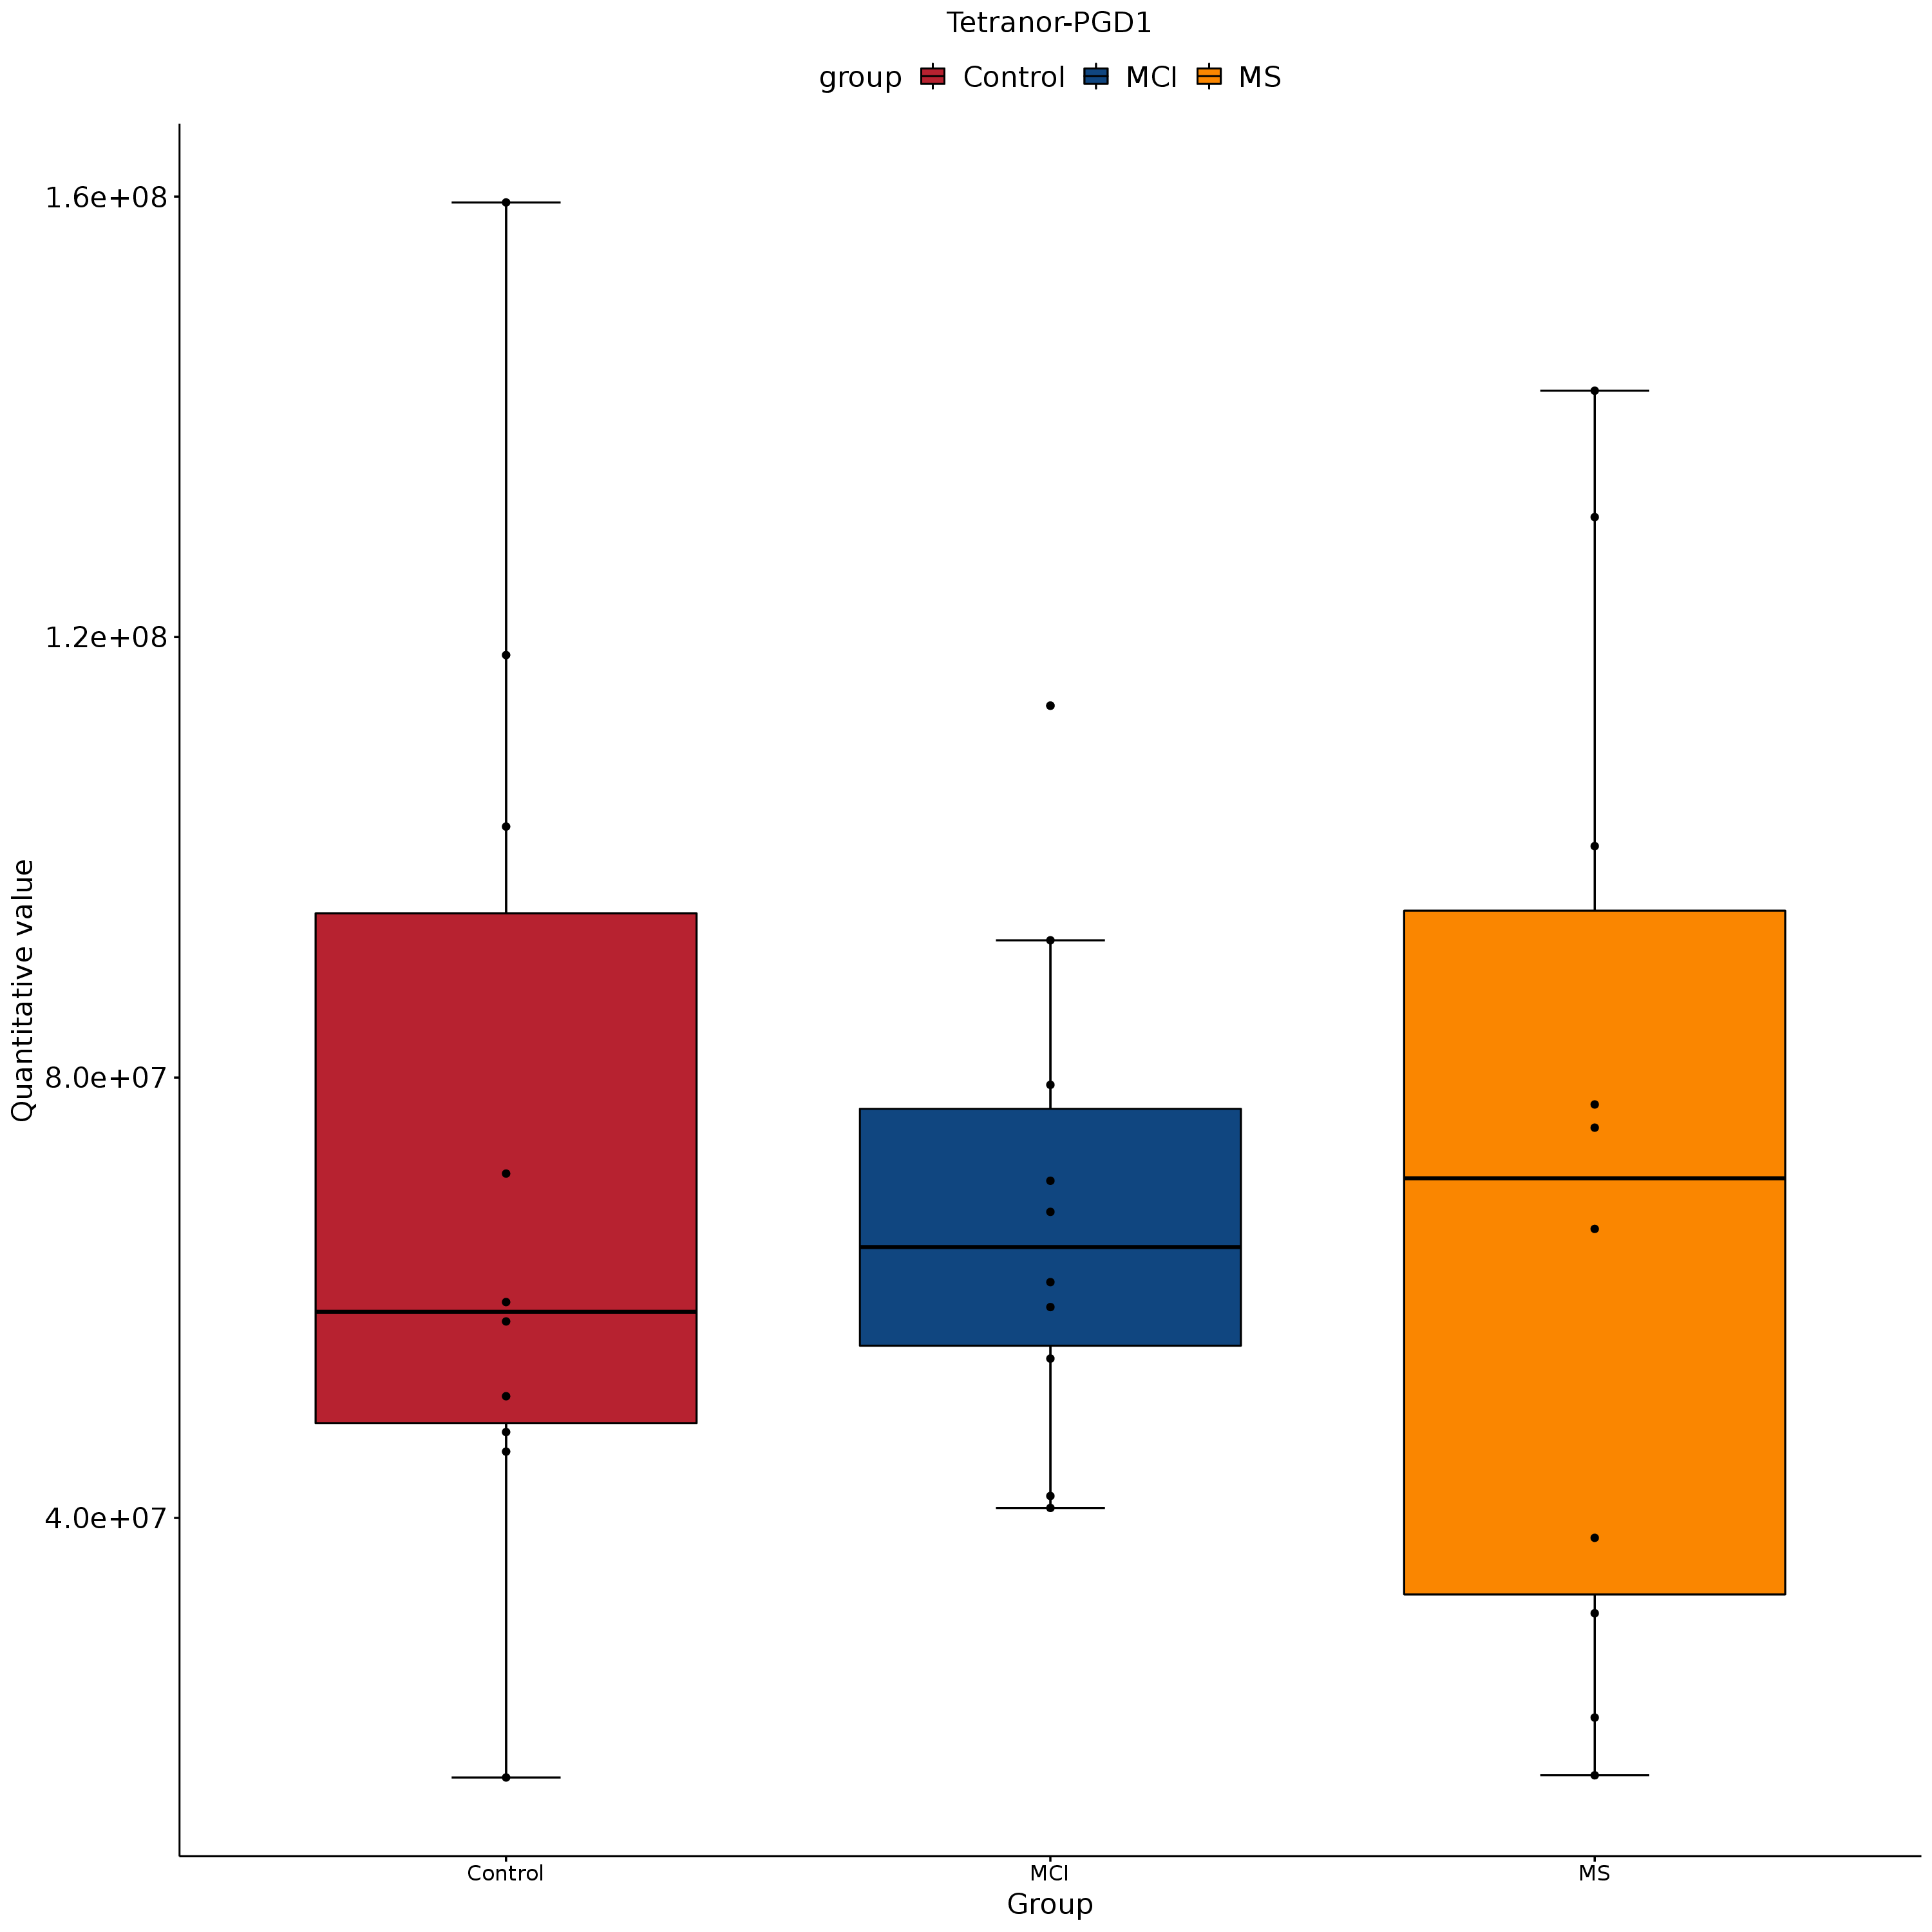 Tetranor-PGD1
group Control MCI MS
1.6e+08
1.2e+08
8.0e+07
4.0e+07
Quantitative value
Control MCI MS
Group